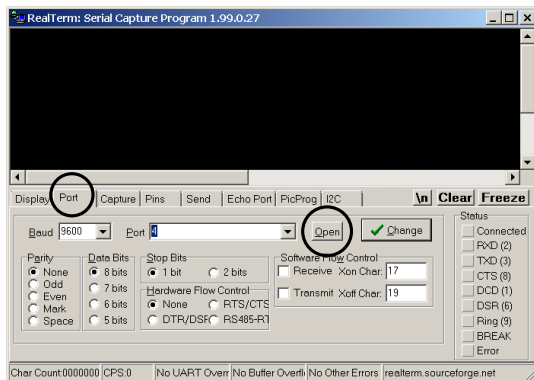 RealTerm: Serial Capture Program 1.99.0.27
Display Port Capture Pins Send Echo Port PicProg I2C \n Clear Freeze
Baud 9600 Port 4 Open Change
Parity
None
Odd
Even
Mark
Space
Data Bits
8 bits
7 bits
6 bits
5 bits
Stop Bits
1 bit 2 bits
Hardware Flow Control
None RTS/CTS
DTR/DSR RS485-RT
Software Flow Control
Receive Xon Char: 17
Transmit Xoff Char: 19
Status
Connected
RXD (2)
TXD (3)
CTS (8)
DCD (1)
DSR (6)
Ring (9)
BREAK
Error
Char Count:0000000 CPS:0 No UART Overr No Buffer Overfl No Other Errors realterm.sourceforge.net